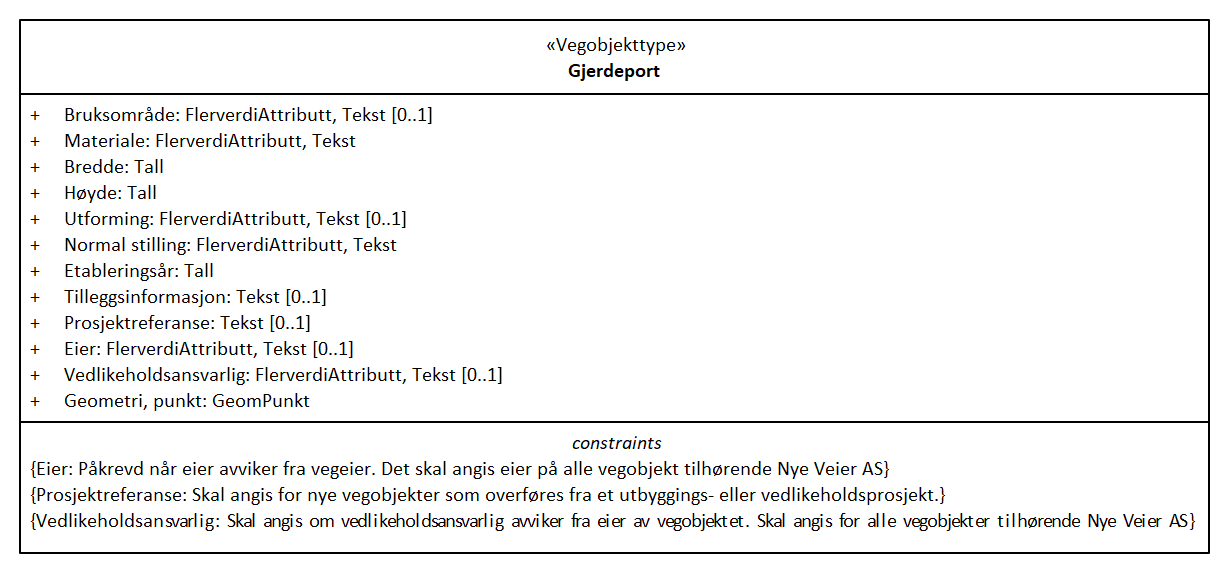 «Vegobjekttype»
Gjerdeport
+ Bruksområde: FlerverdiAttributt, Tekst [0..1]
+ Materiale: FlerverdiAttributt, Tekst
+ Bredde: Tall
+ Høyde: Tall
+ Utforming: FlerverdiAttributt, Tekst [0..1]
+ Normal stilling: FlerverdiAttributt, Tekst
+ Etableringsår: Tall
+ Tilleggsinformasjon: Tekst [0..1]
+ Prosjektreferanse: Tekst [0..1]
+ Eier: FlerverdiAttributt, Tekst [0..1]
+ Vedlikeholdsansvarlig: FlerverdiAttributt, Tekst [0..1]
+ Geometri, punkt: GeomPunkt
constraints
{Eier: Påkrevd når eier avviker fra vegeier. Det skal angis eier på alle vegobjekt tilhørende Nye Veier AS}
{Prosjektreferanse: Skal angis for nye vegobjekter som overføres fra et utbyggings- eller vedlikeholdsprosjekt.}
{Vedlikeholdsansvarlig: Skal angis om vedlikeholdsansvarlig avviker fra eier av vegobjektet. Skal angis for alle vegobjekter tilhørende Nye Veier AS}